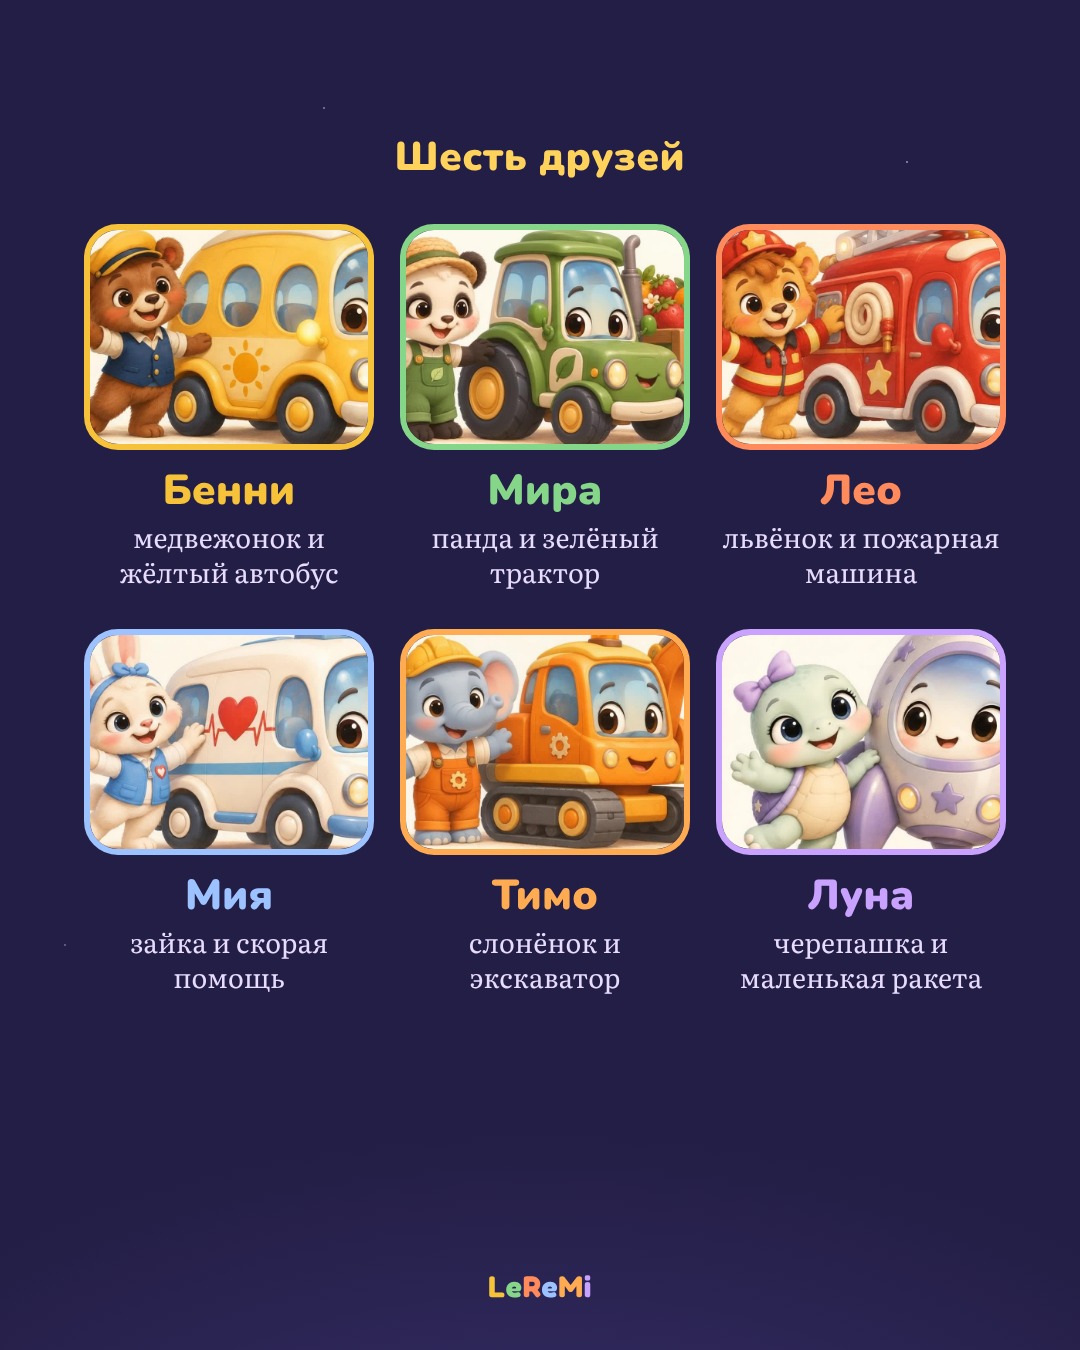 Шесть друзей
Бенни
Мира
Лео
медвежонок и
жёлтый автобус
панда и зелёный
трактор
львёнок и пожарная
машина
Мия
Тимо
Луна
зайка и скорая
помощь
слонёнок и
экскаватор
черепашка и
маленькая ракета
LeReMi